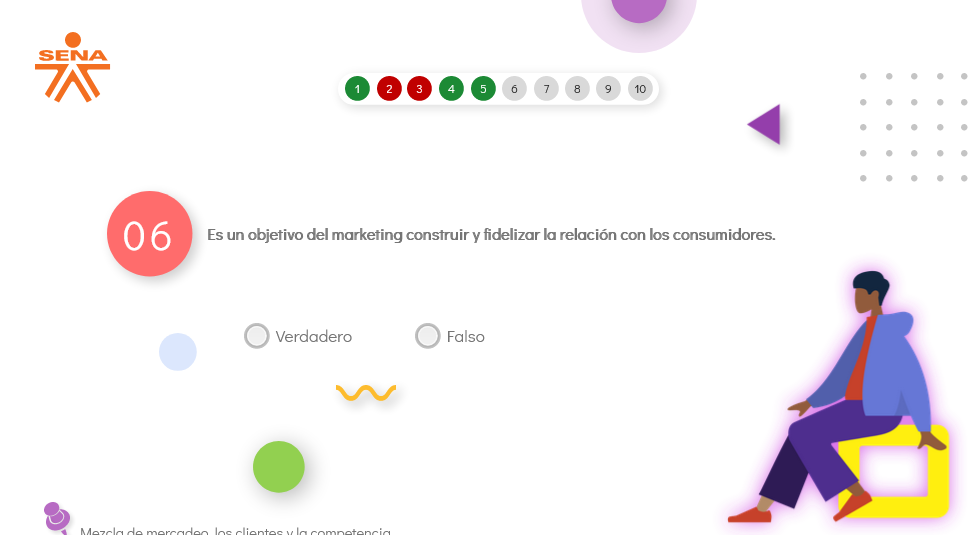 SENA
1 2 3 4 5 6 7 8 9 10
06
Es un objetivo del marketing construir y fidelizar la relación con los consumidores.
Verdadero Falso
Mezcla de mercadeo, los clientes y la competencia